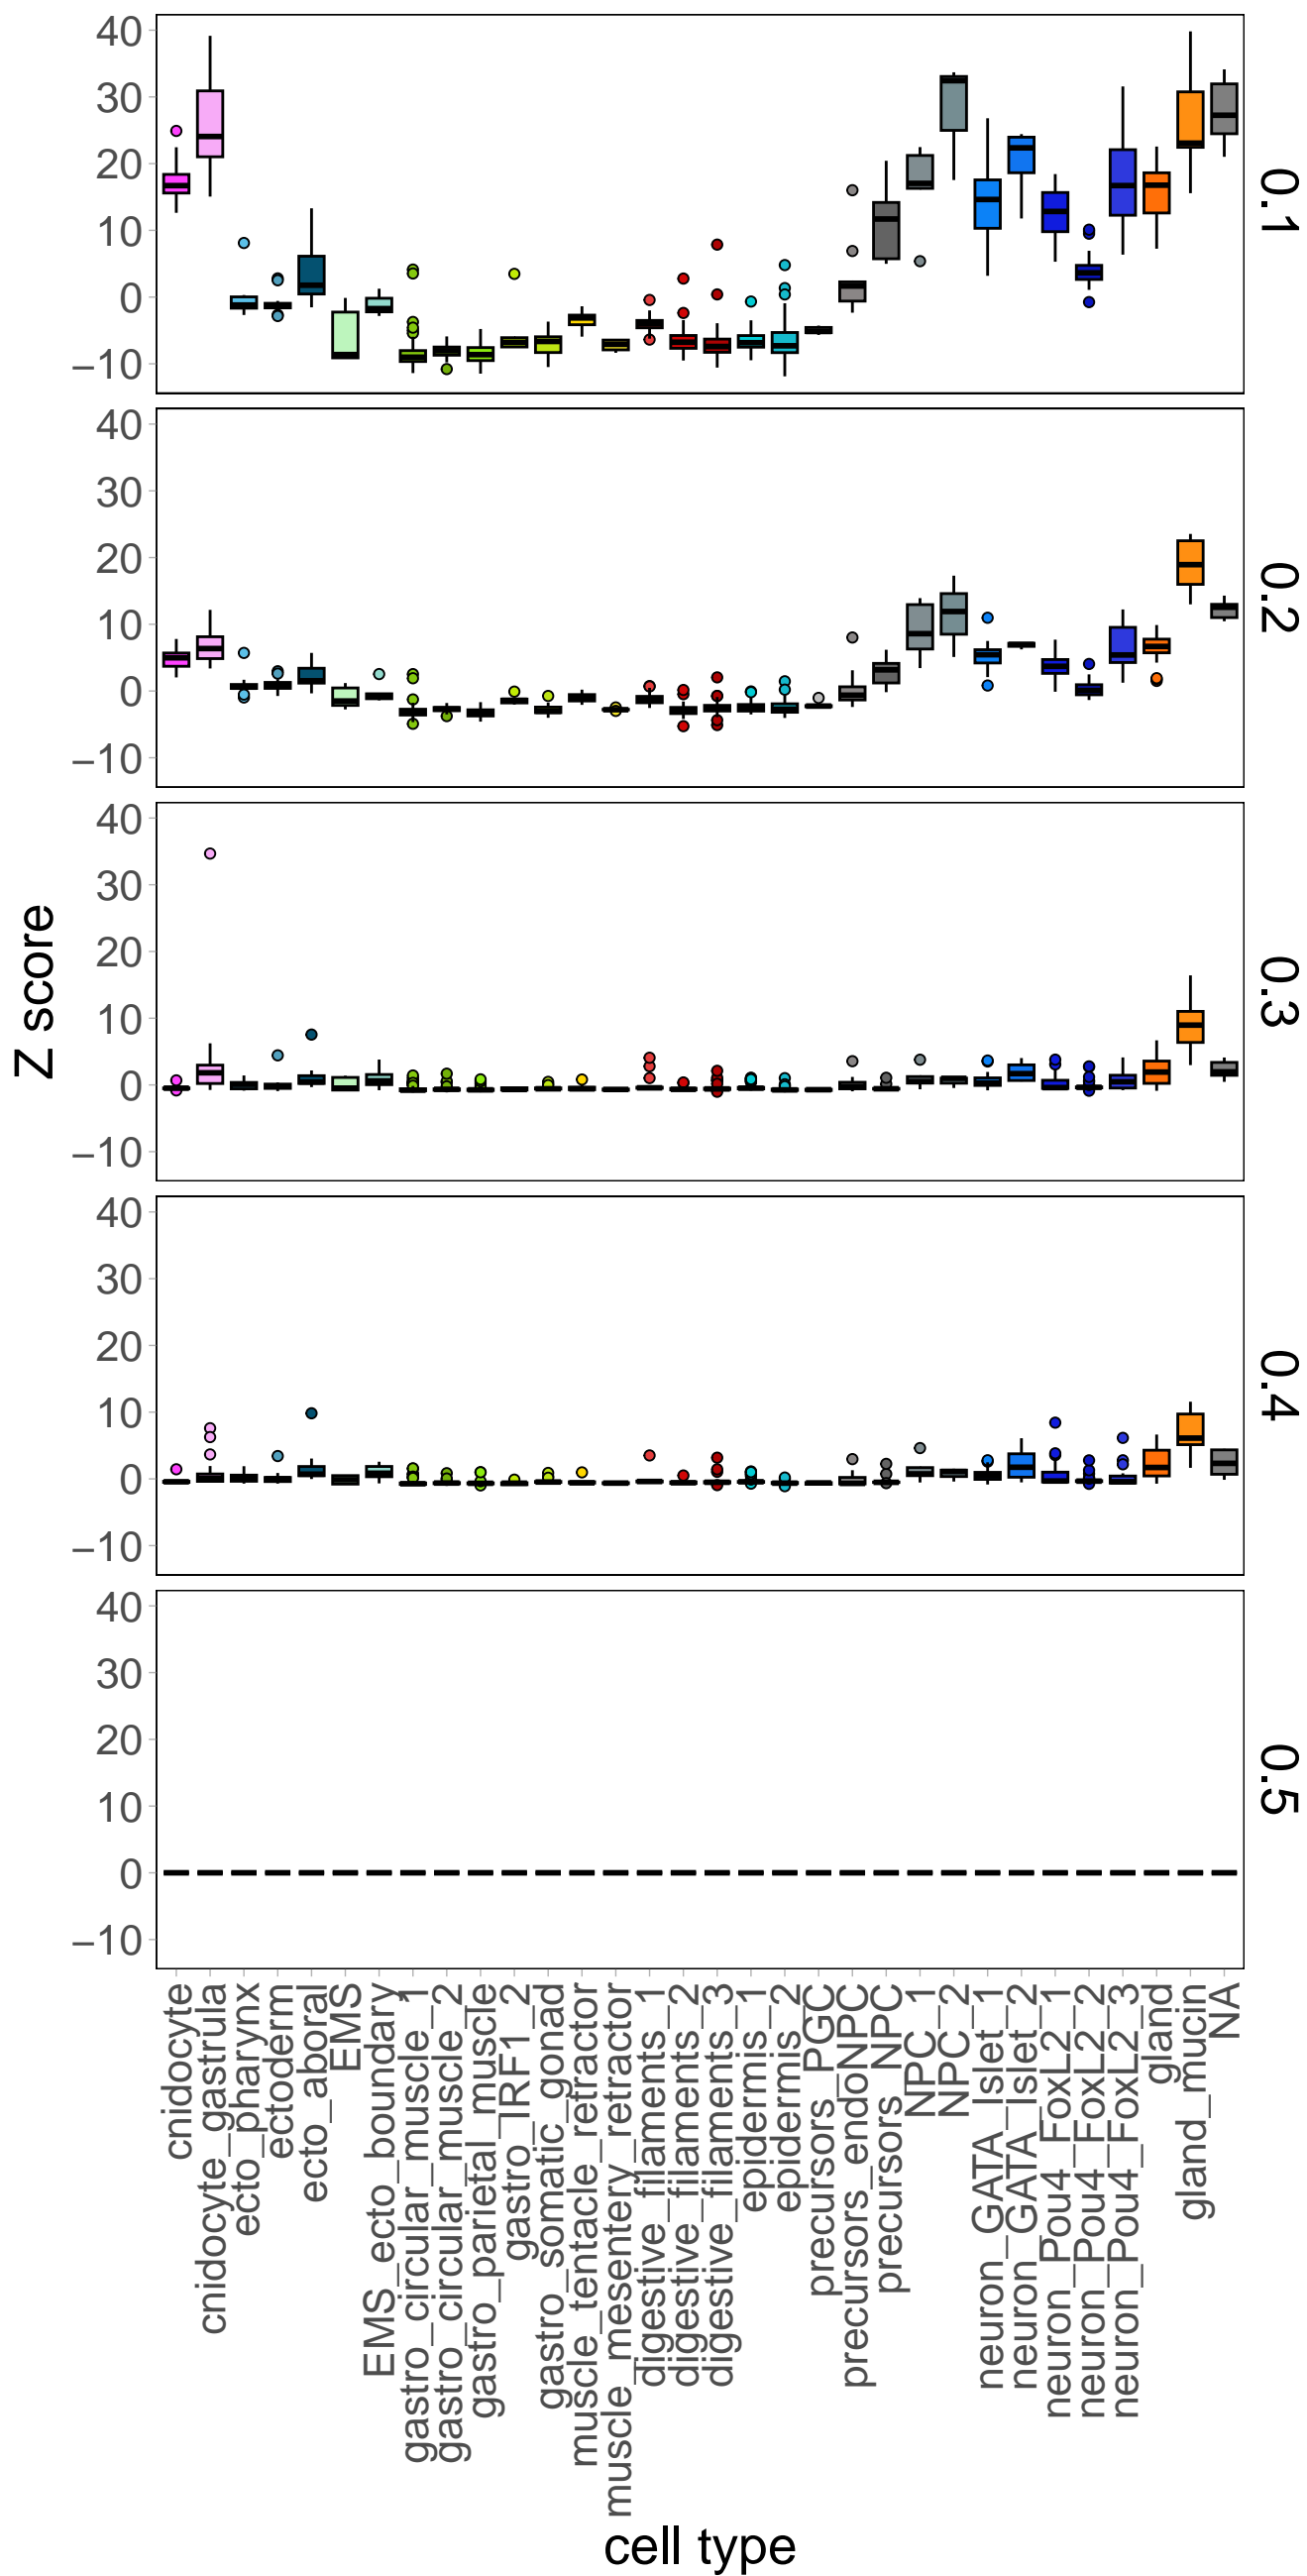 40
30
20
10
0
−10
0.1
40
30
20
10
0
−10
0.2
40
30
20
10
0
−10
0.3
Z score
40
30
20
10
0
−10
0.4
40
30
20
10
0
−10
0.5
cnidocyte
cnidocyte_gastrula
ecto_pharynx
ectoderm
ecto_aboral
EMS
EMS_ecto_boundary
gastro_circular_muscle_1
gastro_circular_muscle_2
gastro_parietal_muscle
gastro_IRF1_2
gastro_somatic_gonad
muscle_tentacle_retractor
muscle_mesentery_retractor
digestive_filaments_1
digestive_filaments_2
digestive_filaments_3
epidermis_1
epidermis_2
precursors_PGC
precursors_endoNPC
precursors_NPC
NPC_1
NPC_2
neuron_GATA_Islet_1
neuron_GATA_islet_2
neuron_Pou4_FoxL2_1
neuron_Pou4_FoxL2_2
neuron_Pou4_FoxL2_3
gland
gland_mucin
NA
cell type